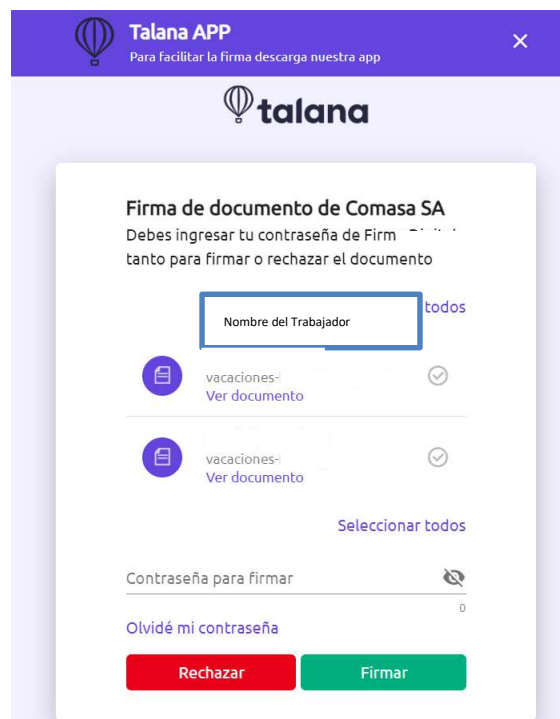 Talana APP
Para facilitar la firma descarga nuestra app
talana
Firma de documento de Comasa SA
Debes ingresar tu contraseña de Firm
tanto para firmar o rechazar el documento
todos
Nombre del Trabajador
vacaciones-
Ver documento
vacaciones-
Ver documento
Seleccionar todos
Contraseña para firmar
0
Olvidé mi contraseña
Rechazar Firmar